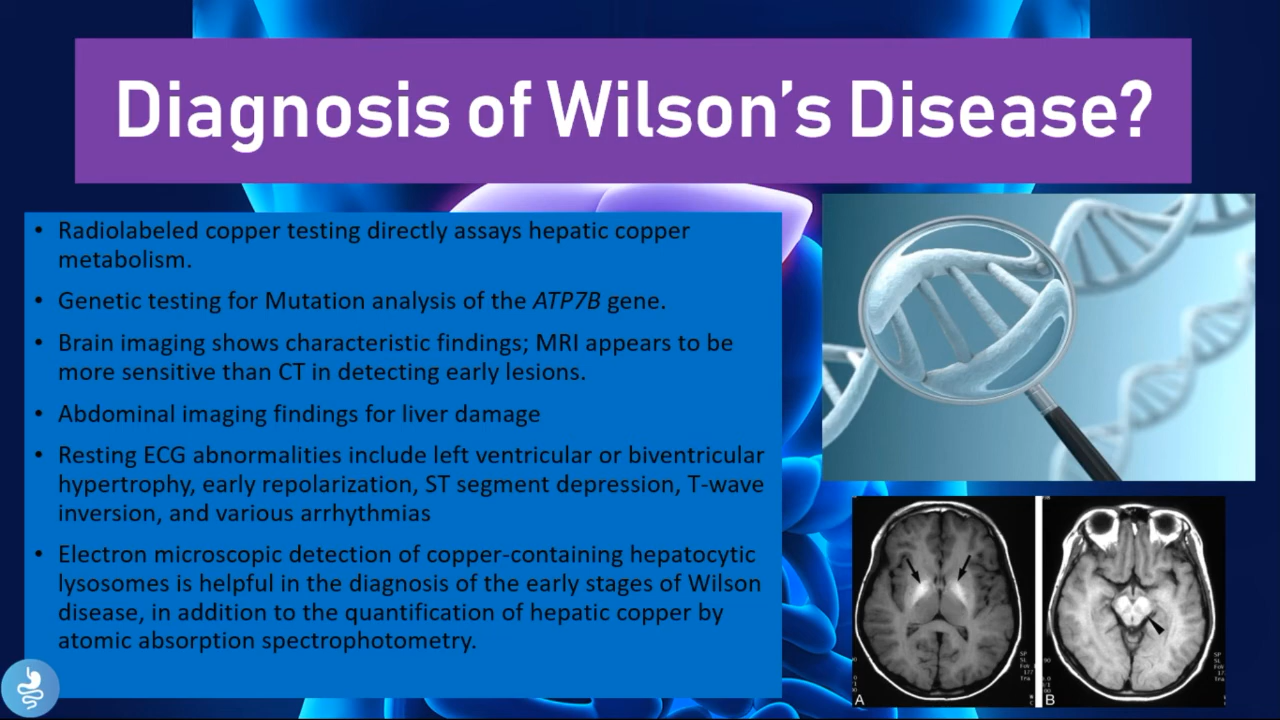 Diagnosis of Wilson's Disease?
• Radiolabeled copper testing directly assays hepatic copper
metabolism.
• Genetic testing for Mutation analysis of the ATP7B gene.
• Brain imaging shows characteristic findings; MRI appears to be
more sensitive than CT in detecting early lesions.
• Abdominal imaging findings for liver damage
• Resting ECG abnormalities include left ventricular or biventricular
hypertrophy, early repolarization, ST segment depression, T-wave
inversion, and various arrhythmias
• Electron microscopic detection of copper-containing hepatocytic
lysosomes is helpful in the diagnosis of the early stages of Wilson
disease, in addition to the quantification of hepatic copper by
atomic absorption spectrophotometry.
SP
SL
A
B